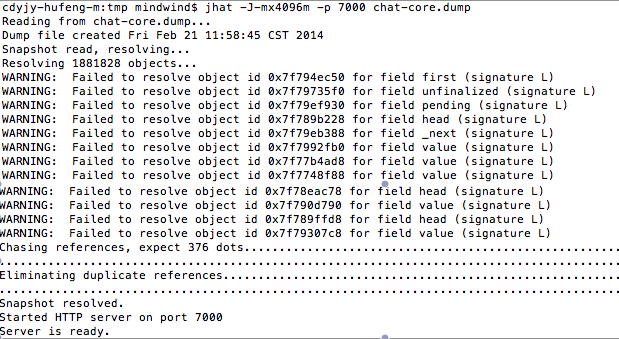 cdyjy-hufeng-m:tmp mindwind$ jhat -J-mx4096m -p 7000 chat-core.dump
Reading from chat-core.dump...
Dump file created Fri Feb 21 11:58:45 CST 2014
Snapshot read, resolving...
Resolving 1881828 objects...
WARNING:  Failed to resolve object id 0x7f794ec50 for field first (signature L)
WARNING:  Failed to resolve object id 0x7f79735f0 for field unfinalized (signature L)
WARNING:  Failed to resolve object id 0x7f79ef930 for field pending (signature L)
WARNING:  Failed to resolve object id 0x7f789b228 for field head (signature L)
WARNING:  Failed to resolve object id 0x7f79eb388 for field _next (signature L)
WARNING:  Failed to resolve object id 0x7f7992fb0 for field value (signature L)
WARNING:  Failed to resolve object id 0x7f77b4ad8 for field value (signature L)
WARNING:  Failed to resolve object id 0x7f7748f88 for field value (signature L)
WARNING:  Failed to resolve object id 0x7f78eac78 for field head (signature L)
WARNING:  Failed to resolve object id 0x7f790d790 for field value (signature L)
WARNING:  Failed to resolve object id 0x7f789ffd8 for field head (signature L)
WARNING:  Failed to resolve object id 0x7f79307c8 for field value (signature L)
Chasing references, expect 376 dots.......................................................
..........................................................................................
Eliminating duplicate references..........................................................
..........................................................................................
Snapshot resolved.
Started HTTP server on port 7000
Server is ready.